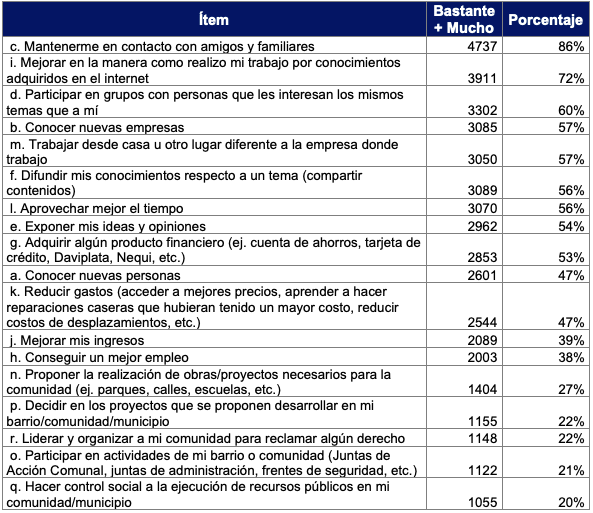 Ítem Bastante + Mucho Porcentaje
c. Mantenerme en contacto con amigos y familiares 4737 86%
i. Mejorar en la manera como realizo mi trabajo por conocimientos
adquiridos en el internet 3911 72%
d. Participar en grupos con personas que les interesan los mismos
temas que a mí 3302 60%
b. Conocer nuevas empresas 3085 57%
m. Trabajar desde casa u otro lugar diferente a la empresa donde
trabajo 3050 57%
f. Difundir mis conocimientos respecto a un tema (compartir
contenidos) 3089 56%
l. Aprovechar mejor el tiempo 3070 56%
e. Exponer mis ideas y opiniones 2962 54%
g. Adquirir algún producto financiero (ej. cuenta de ahorros, tarjeta de
crédito, Daviplata, Nequi, etc.) 2853 53%
a. Conocer nuevas personas 2601 47%
k. Reducir gastos (acceder a mejores precios, aprender a hacer
reparaciones caseras que hubieran tenido un mayor costo, reducir
costos de desplazamientos, etc.) 2544 47%
j. Mejorar mis ingresos 2089 39%
h. Conseguir un mejor empleo 2003 38%
n. Proponer la realización de obras/proyectos necesarios para la
comunidad (ej. parques, calles, escuelas, etc.) 1404 27%
p. Decidir en los proyectos que se proponen desarrollar en mi
barrio/comunidad/municipio 1155 22%
r. Liderar y organizar a mi comunidad para reclamar algún derecho 1148 22%
o. Participar en actividades de mi barrio o comunidad (Juntas de
Acción Comunal, juntas de administración, frentes de seguridad, etc.) 1122 21%
q. Hacer control social a la ejecución de recursos públicos en mi
comunidad/municipio 1055 20%